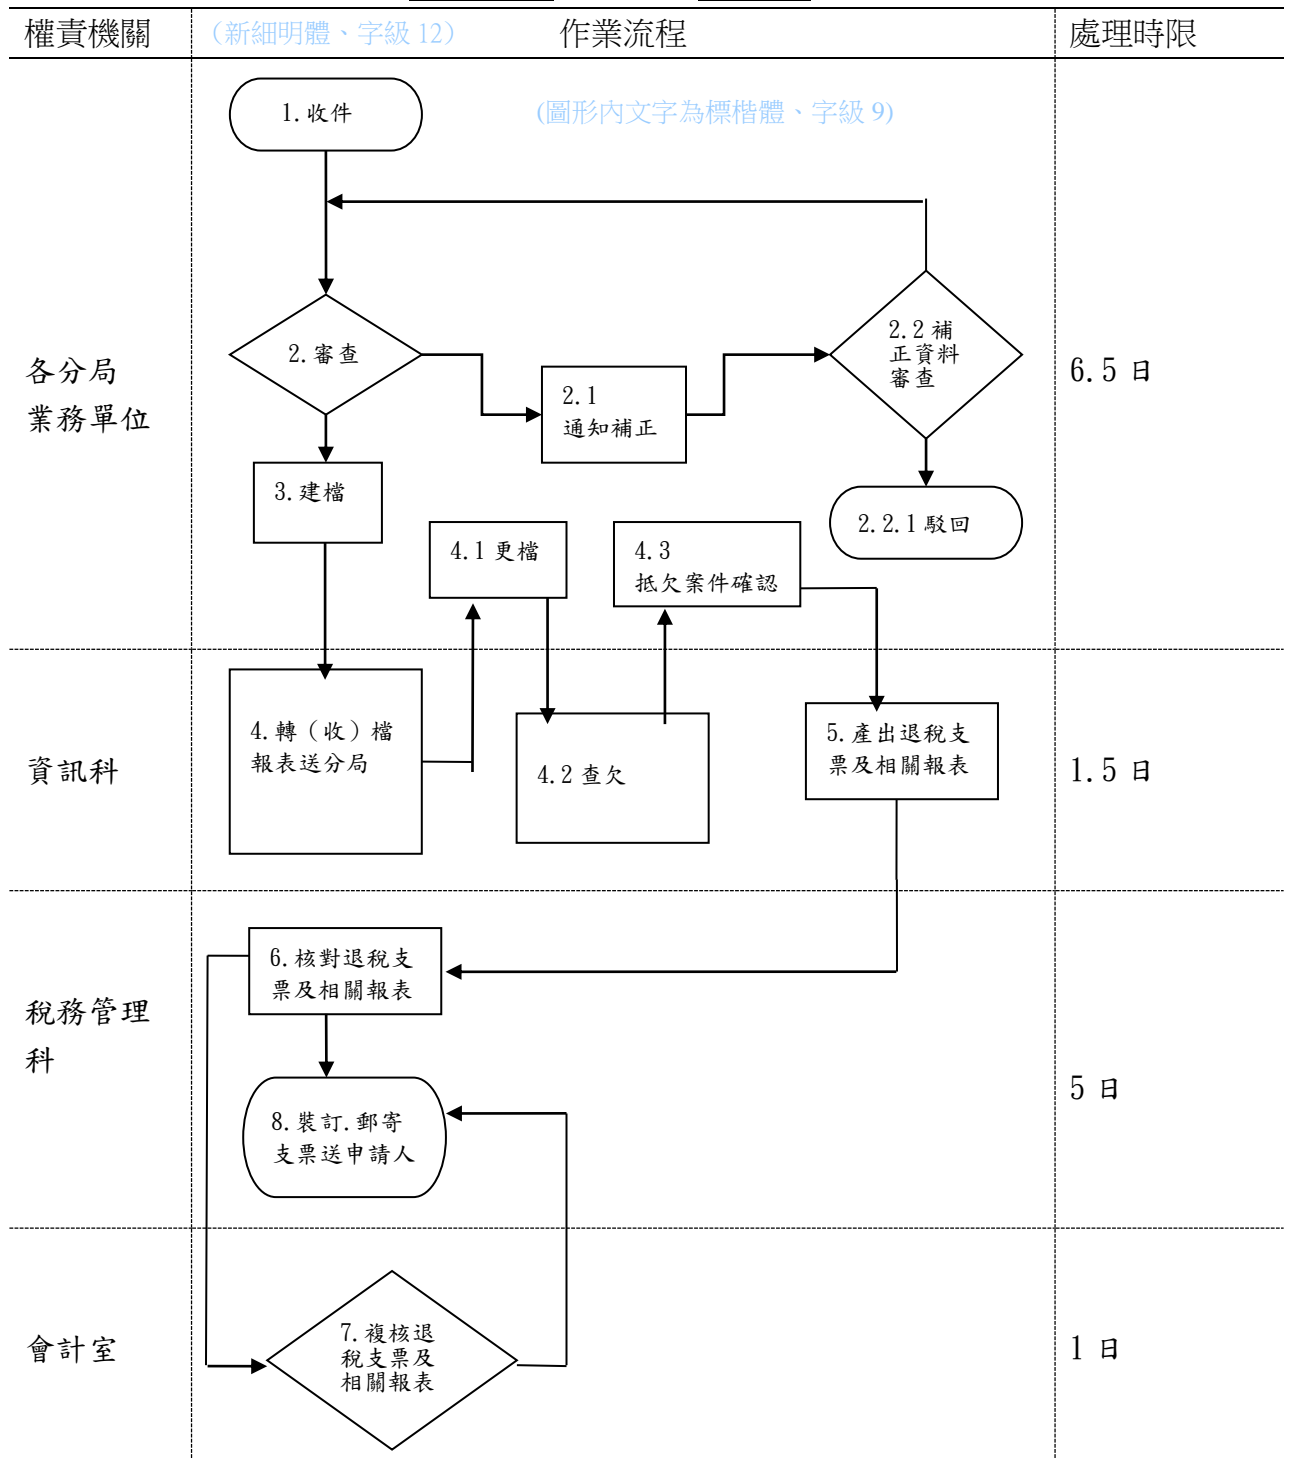 權責機關
（新細明體、字級 12）
作業流程
處理時限
1.收件
(圖形內文字為標楷體、字級 9)
各分局
業務單位
2.審查
2.1
通知補正
2.2 補
正資料
審查
6.5 日
3.建檔
2.2.1 駁回
4.1 更檔
4.3
抵欠案件確認
資訊科
4.轉（收）檔
報表送分局
4.2 查欠
5.產出退稅支
票及相關報表
1.5 日
稅務管理
科
6.核對退稅支
票及相關報表
8.裝訂.郵寄
支票送申請人
5 日
會計室
7.複核退
稅支票及
相關報表
1 日